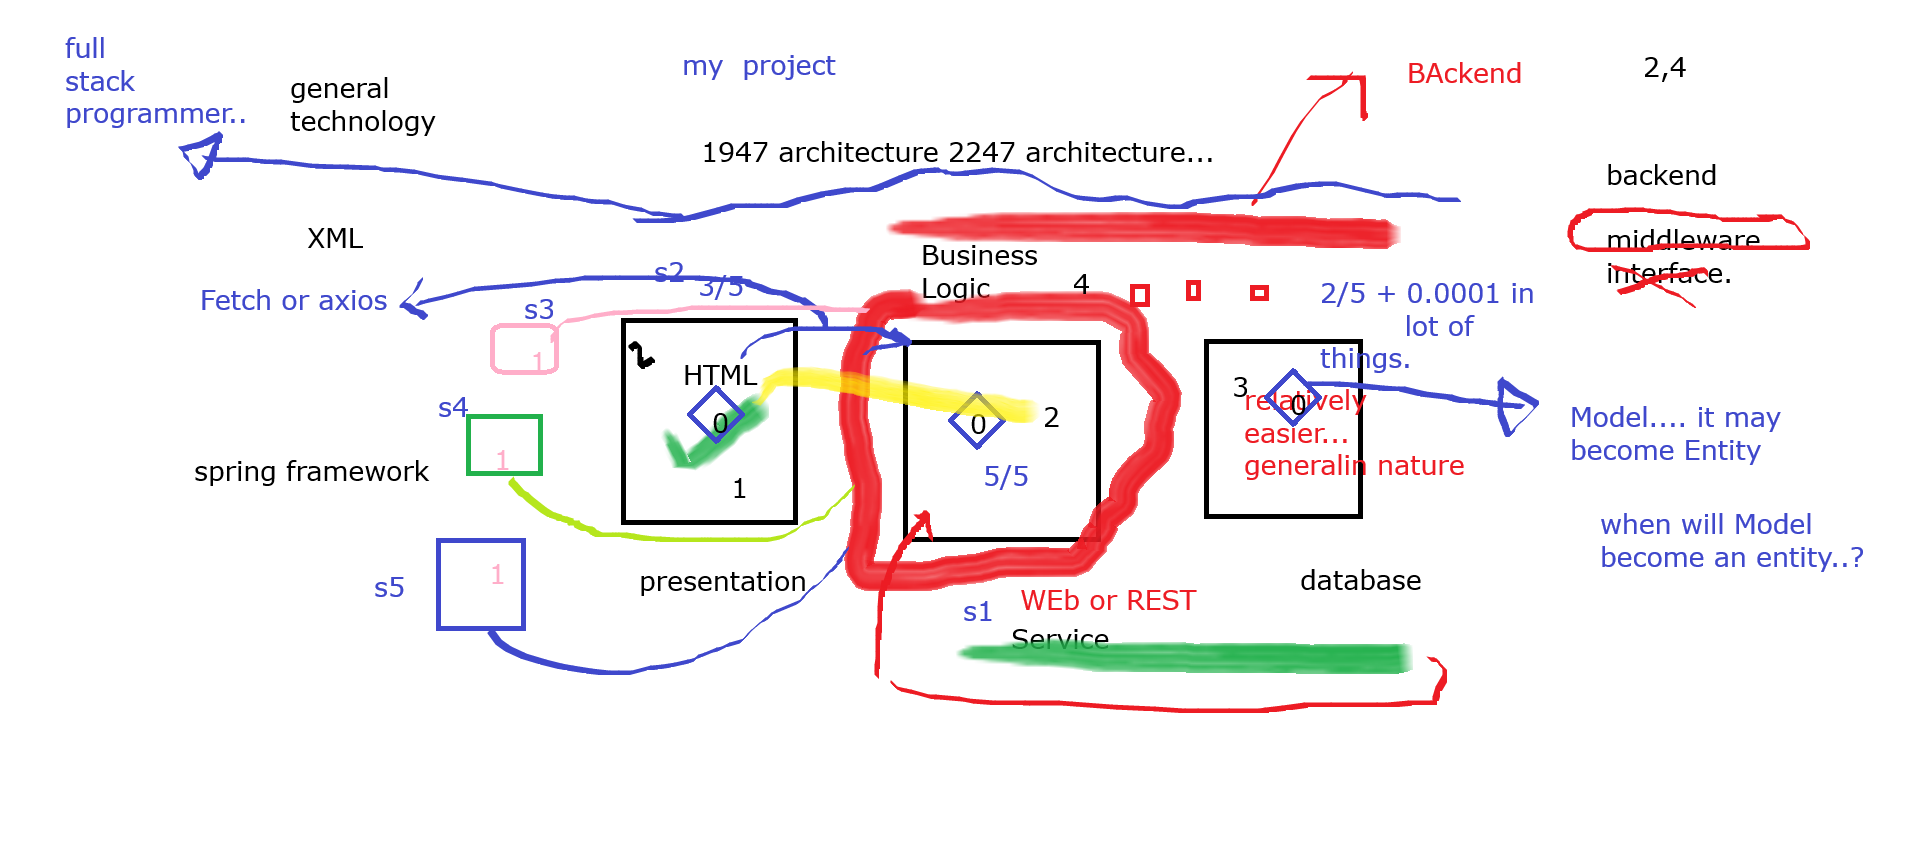 full
stack
programmer..
general
technology
my  project
BAckend
2,4
1947 architecture 2247 architecture...
backend
XML
Business
Logic
middleware
interface.
s2
3/5
4
Fetch or axios
s3
2/5 + 0.0001 in
lot of
things.
1
2
HTML
0
1
0
2
5/5
3
0
relatively
easier...
generalin nature
Model.... it may
become Entity
s4
1
spring framework
when will Model
become an entity..?
s5
1
presentation
database
s1
WEb or REST
Service